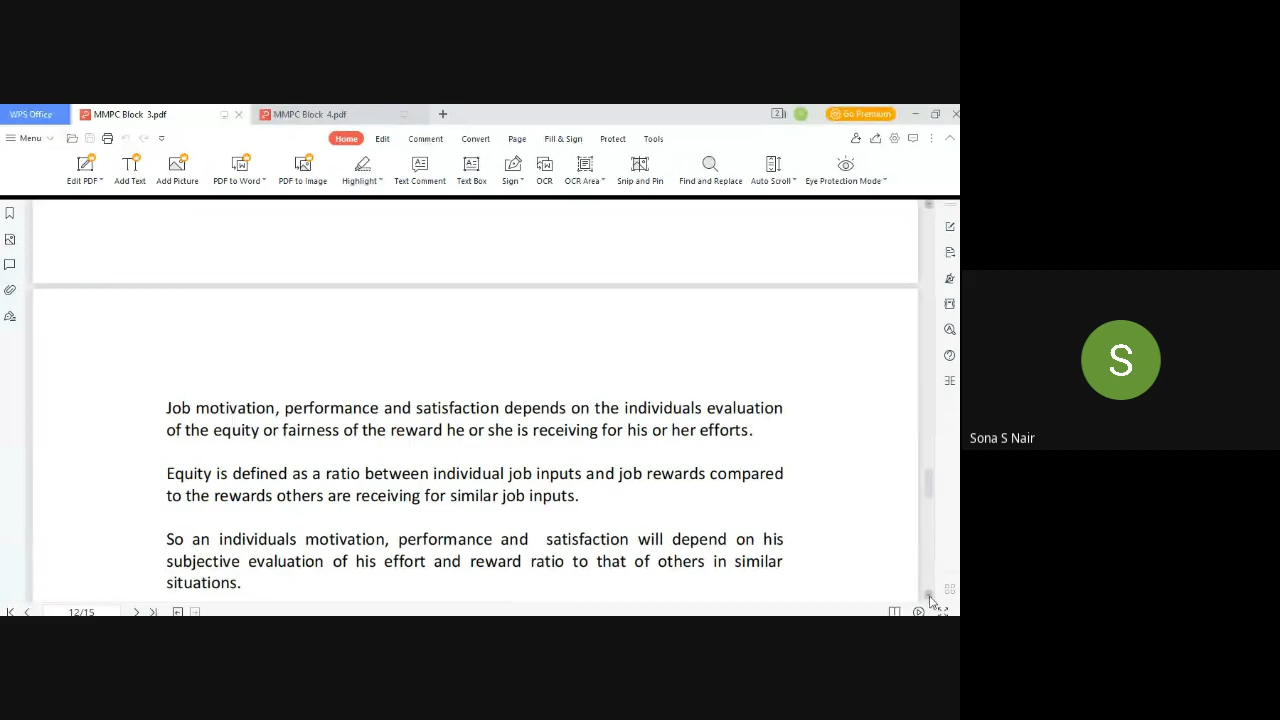 WPS Office MMPC Block 3.pdf MMPC Block 4.pdf + 2 Go Premium
Menu Home Edit Comment Convert Page Fill & Sign Protect Tools
Edit PDF Add Text Add Picture PDF to Word PDF to Image Highlight Text Comment Text Box Sign OCR OCR Area Snip and Pin Find and Replace Auto Scroll Eye Protection Mode
Job motivation, performance and satisfaction depends on the individuals evaluation
of the equity or fairness of the reward he or she is receiving for his or her efforts.
Equity is defined as a ratio between individual job inputs and job rewards compared
to the rewards others are receiving for similar job inputs.
So an individuals motivation, performance and satisfaction will depend on his
subjective evaluation of his effort and reward ratio to that of others in similar
situations.
12/15
S
Sona S Nair